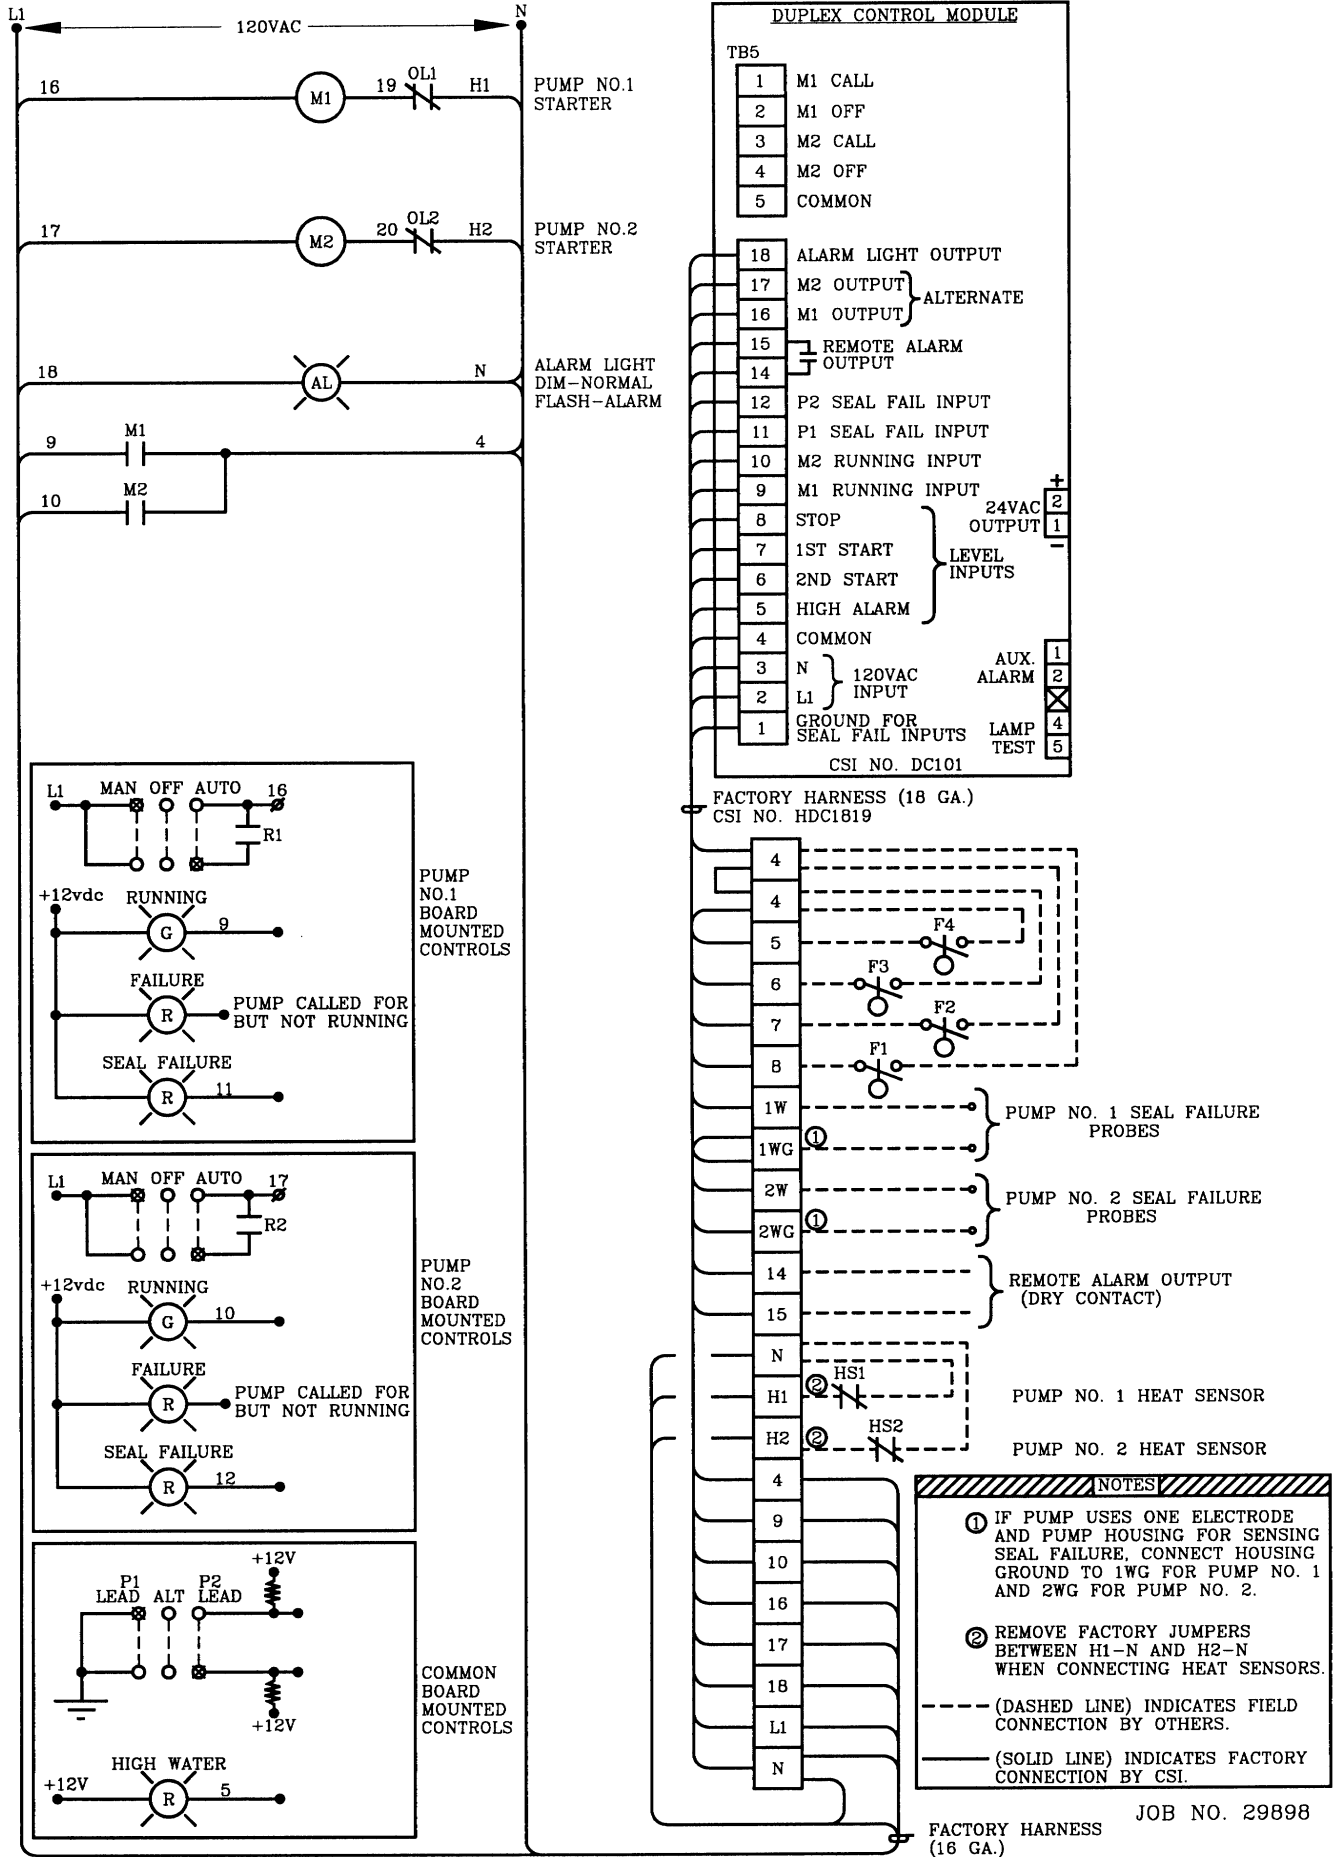 L1
120VAC
N
16
M1
19
OL1
H1
PUMP NO.1
STARTER
17
M2
20
OL2
H2
PUMP NO.2
STARTER
18
AL
N
ALARM LIGHT
DIM-NORMAL
FLASH-ALARM
9
M1
4
10
M2
L1
MAN OFF AUTO
16
R1
+12vdc
RUNNING
G
9
FAILURE
R
PUMP CALLED FOR
BUT NOT RUNNING
SEAL FAILURE
R
11
PUMP
NO.1
BOARD
MOUNTED
CONTROLS
L1
MAN OFF AUTO
17
R2
+12vdc
RUNNING
G
10
FAILURE
R
PUMP CALLED FOR
BUT NOT RUNNING
SEAL FAILURE
R
12
PUMP
NO.2
BOARD
MOUNTED
CONTROLS
+12V
P1
LEAD
ALT
P2
LEAD
+12V
HIGH WATER
+12V
R
5
COMMON
BOARD
MOUNTED
CONTROLS
DUPLEX CONTROL MODULE
TB5
1 M1 CALL
2 M1 OFF
3 M2 CALL
4 M2 OFF
5 COMMON
18 ALARM LIGHT OUTPUT
17 M2 OUTPUT
16 M1 OUTPUT
ALTERNATE
15
14
REMOTE ALARM
OUTPUT
12 P2 SEAL FAIL INPUT
11 P1 SEAL FAIL INPUT
10 M2 RUNNING INPUT
9 M1 RUNNING INPUT
8 STOP
7 1ST START
6 2ND START
5 HIGH ALARM
LEVEL
INPUTS
4 COMMON
3 N
2 L1
120VAC
INPUT
1 GROUND FOR
SEAL FAIL INPUTS
+
24VAC
OUTPUT
2
1
−
AUX.
ALARM
1
2
LAMP
TEST
4
5
CSI NO. DC101
FACTORY HARNESS (18 GA.)
CSI NO. HDC1819
4
4
5
F4
6
F3
7
F2
8
F1
1W
1WG
1
PUMP NO. 1 SEAL FAILURE
PROBES
2W
2WG
1
PUMP NO. 2 SEAL FAILURE
PROBES
14
15
REMOTE ALARM OUTPUT
(DRY CONTACT)
N
H1
2
HS1
PUMP NO. 1 HEAT SENSOR
H2
2
HS2
PUMP NO. 2 HEAT SENSOR
4
9
10
16
17
18
L1
N
NOTES
1 IF PUMP USES ONE ELECTRODE
AND PUMP HOUSING FOR SENSING
SEAL FAILURE, CONNECT HOUSING
GROUND TO 1WG FOR PUMP NO. 1
AND 2WG FOR PUMP NO. 2.
2 REMOVE FACTORY JUMPERS
BETWEEN H1-N AND H2-N
WHEN CONNECTING HEAT SENSORS.
(DASHED LINE) INDICATES FIELD
CONNECTION BY OTHERS.
(SOLID LINE) INDICATES FACTORY
CONNECTION BY CSI.
JOB NO. 29898
FACTORY HARNESS
(16 GA.)